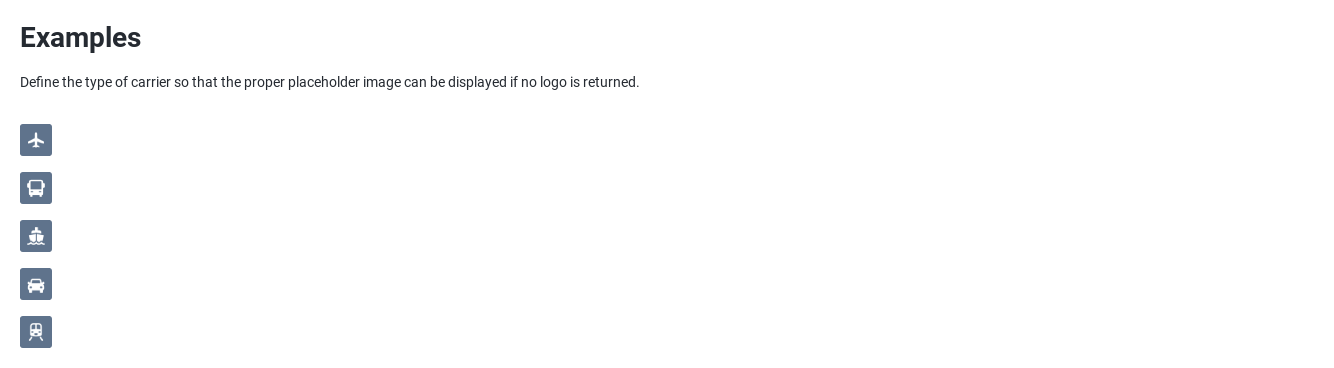 Examples
Define the type of carrier so that the proper placeholder image can be displayed if no logo is returned.